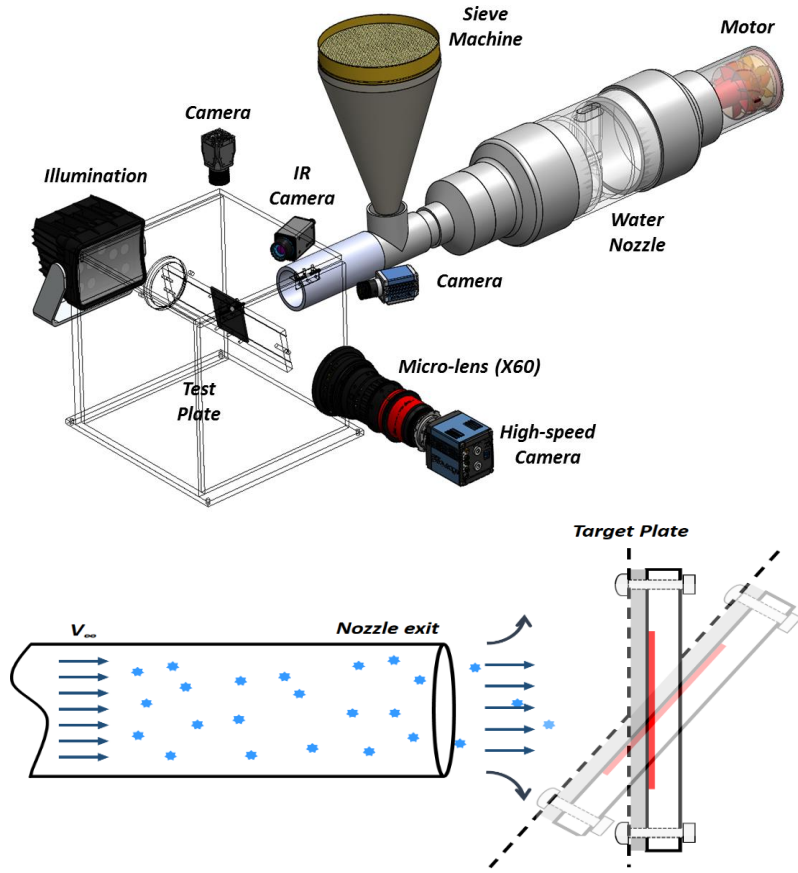 Sieve
Machine
Motor
Camera
Illumination
IR
Camera
Water
Nozzle
Camera
Test
Plate
Micro-lens (X60)
High-speed
Camera
Target Plate
V∞
Nozzle exit